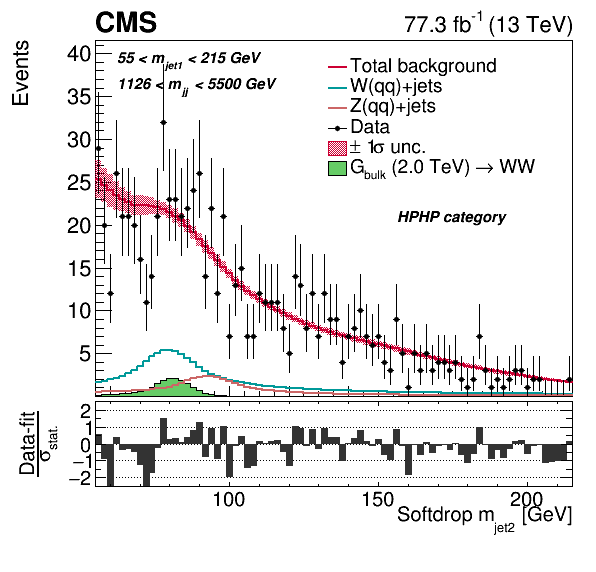 CMS 77.3 fb⁻¹ (13 TeV)
Events
55 < m_jet1 < 215 GeV
1126 < m_jj < 5500 GeV
Total background
W(qq)+jets
Z(qq)+jets
Data
± 1σ unc.
G_bulk (2.0 TeV) → WW
HPHP category
40
35
30
25
20
15
10
5
Data-fit
σ_stat.
2
1
0
−1
−2
100 150 200
Softdrop m_jet2 [GeV]